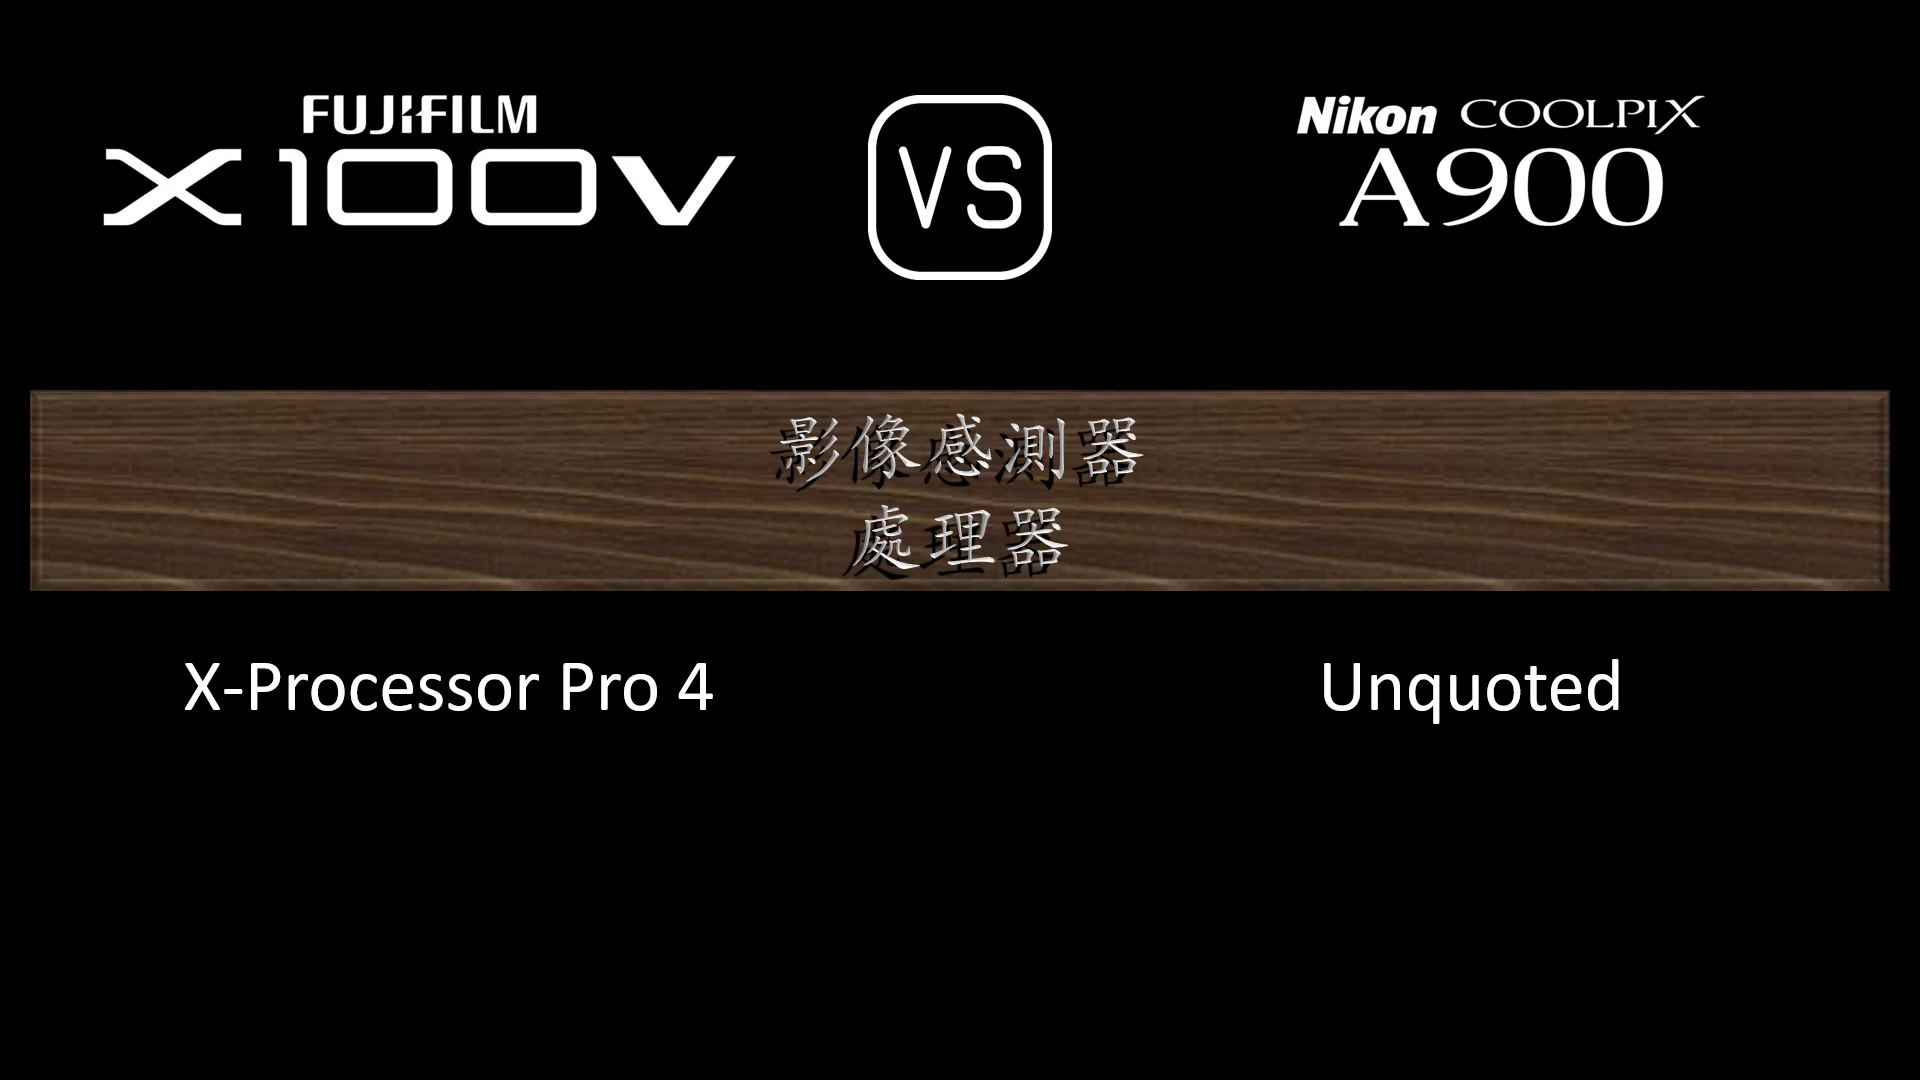 FUJIFILM
X100V
VS
Nikon COOLPIX
A900
影像感測器
處理器
X-Processor Pro 4
Unquoted